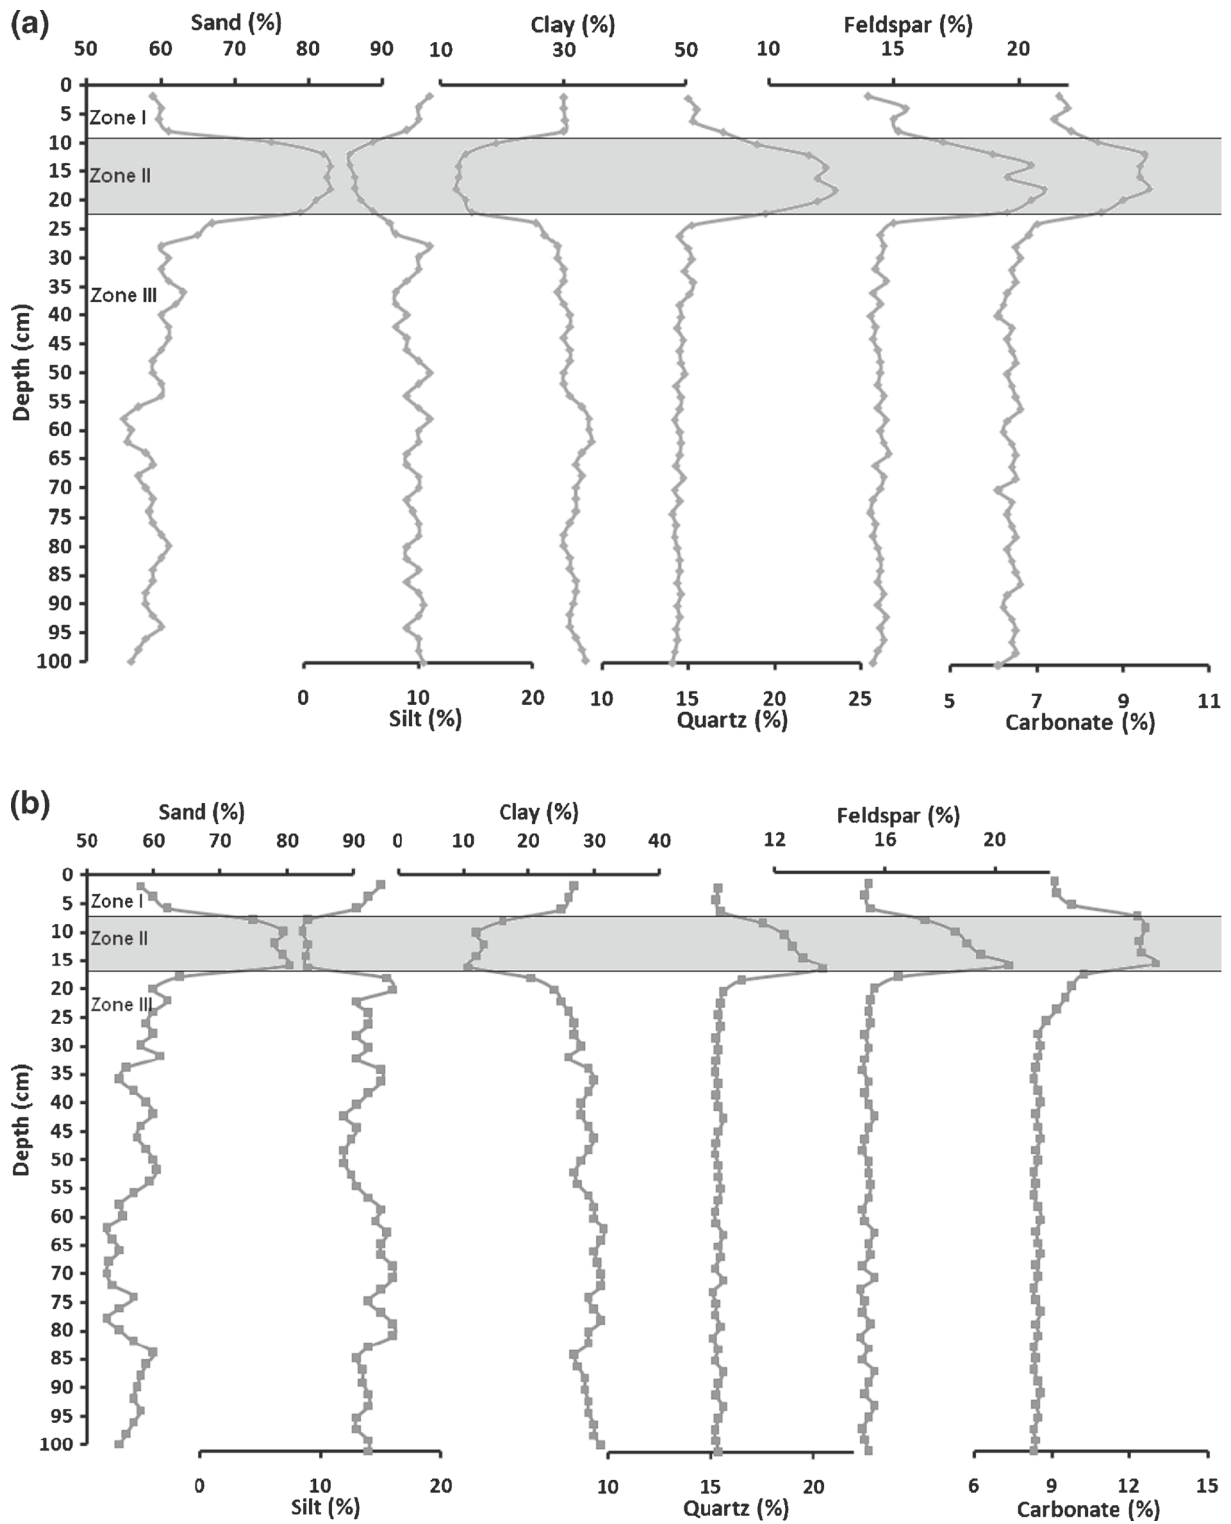 (a)
Sand (%) Clay (%) Feldspar (%)
50 60 70 80 90 10 30 50 10 15 20
0
5
Zone I
10
15
Zone II
20
25
30
35
Zone III
40
45
50
55
60
65
70
75
80
85
90
95
100
Depth (cm)
0 10 20 10 15 20 25 5 7 9 11
Silt (%) Quartz (%) Carbonate (%)
(b)
Sand (%) Clay (%) Feldspar (%)
50 60 70 80 90 0 10 20 30 40 12 16 20
0
5
Zone I
10
Zone II
15
20
Zone III
25
30
35
40
45
50
55
60
65
70
75
80
85
90
95
100
Depth (cm)
0 10 20 10 15 20 6 9 12 15
Silt (%) Quartz (%) Carbonate (%)